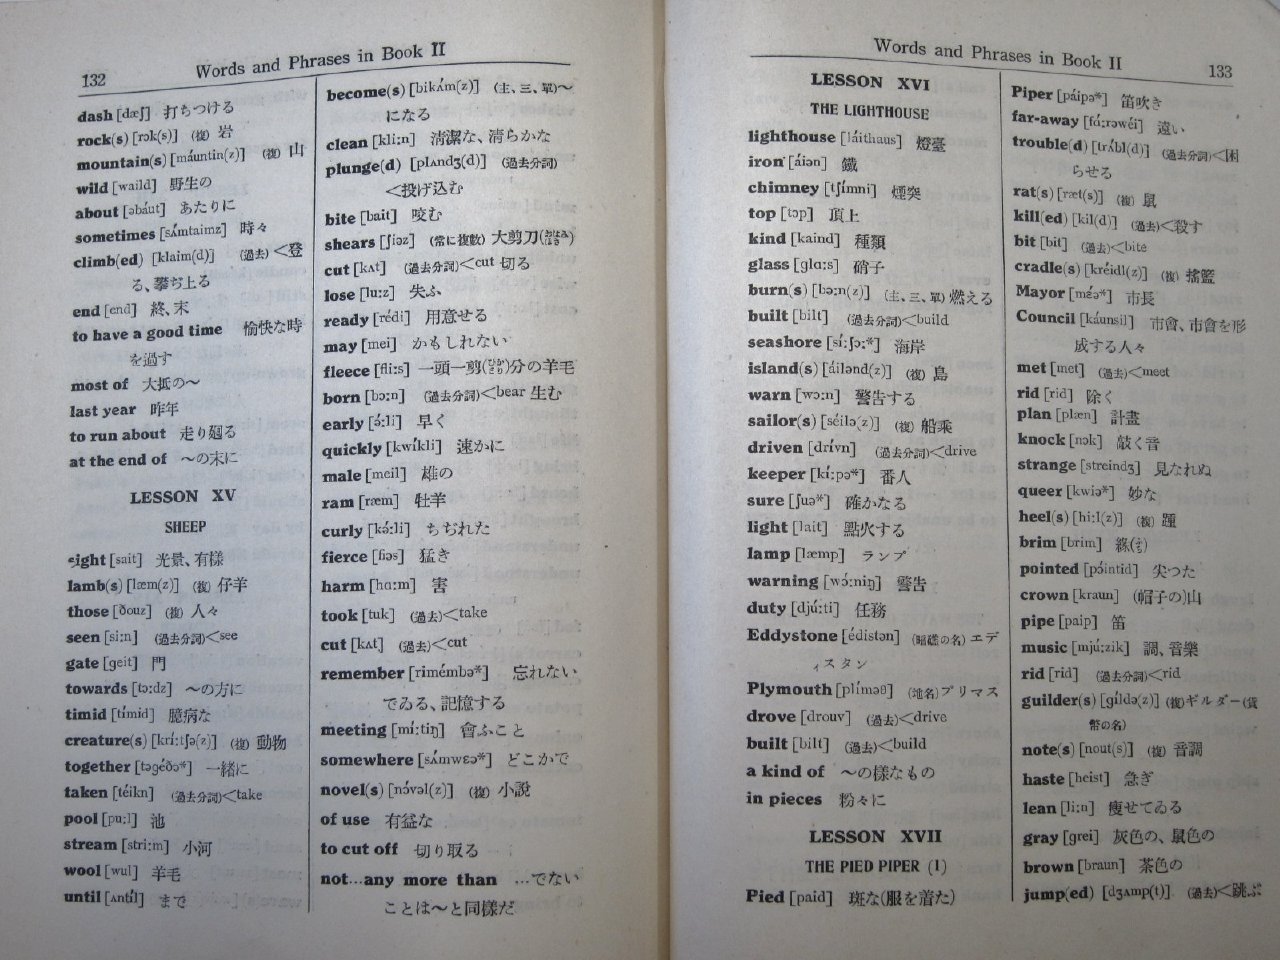 132
Words and Phrases in Book II
dash [dæʃ] 打ちつける
rock(s) [rɔk(s)] (複) 岩
mountain(s) [máuntin(z)] (複) 山
wild [waild] 野生の
about [əbáut] あたりに
sometimes [sʌ́mtaimz] 時々
climb(ed) [klaim(d)] (過去)<登
る、攀ぢ上る
end [end] 終、末
to have a good time 愉快な時
を過す
most of 大抵の〜
last year 昨年
to run about 走り𢌞る
at the end of 〜の末に
LESSON XV
SHEEP
sight [sait] 光景、有樣
lamb(s) [læm(z)] (複) 仔羊
those [ðouz] (複) 人々
seen [si:n] (過去分詞)<see
gate [geit] 門
towards [tɔ:dz] 〜の方に
timid [tímid] 臆病な
creature(s) [krí:tʃə(z)] (複) 動物
together [təgéðə*] 一緒に
taken [téikn] (過去分詞)<take
pool [pu:l] 池
stream [stri:m] 小河
wool [wul] 羊毛
until [ʌntíl] まで
become(s) [bikʌ́m(z)] (主、三、單)〜
になる
clean [kli:n] 淸潔な、淸らかな
plunge(d) [plʌndʒ(d)] (過去分詞)
<投げ込む
bite [bait] 咬む
shears [ʃiəz] (常に複數) 大剪刀(おほばさみ)
cut [kʌt] (過去分詞)<cut 切る
lose [lu:z] 失ふ
ready [rédi] 用意せる
may [mei] かもしれない
fleece [fli:s] 一頭一剪(ひとかり)分の羊毛
born [bɔ:n] (過去分詞)<bear 生む
early [ə́:li] 早く
quickly [kwíkli] 速かに
male [meil] 雄の
ram [ræm] 牡羊
curly [kə́:li] ちぢれた
fierce [fiəs] 猛き
harm [hɑ:m] 害
took [tuk] (過去)<take
cut [kʌt] (過去)<cut
remember [rimémbə*] 忘れない
でゐる、記憶する
meeting [mí:tiŋ] 會ふこと
somewhere [sʌ́mwɛə*] どこかで
novel(s) [nɔ́vəl(z)] (複) 小說
of use 有益な
to cut off 切り取る
not...any more than ...でない
ことは〜と同樣だ
Words and Phrases in Book II
133
LESSON XVI
THE LIGHTHOUSE
lighthouse [láithaus] 燈臺
iron [áiən] 鐵
chimney [tʃímni] 煙突
top [tɔp] 頂上
kind [kaind] 種類
glass [glɑ:s] 硝子
burn(s) [bə:n(z)] (主、三、單) 燃える
built [bilt] (過去分詞)<build
seashore [sí:ʃɔ:*] 海岸
island(s) [áilənd(z)] (複) 島
warn [wɔ:n] 警吿する
sailor(s) [séilə(z)] (複) 船乘
driven [drívn] (過去分詞)<drive
keeper [kí:pə*] 番人
sure [ʃuə*] 確かなる
light [lait] 點火する
lamp [læmp] ランプ
warning [wɔ́:niŋ] 警吿
duty [djú:ti] 任務
Eddystone [édistən] (暗礁の名) エデ
ィスタン
Plymouth [plíməθ] (地名) プリマス
drove [drouv] (過去)<drive
built [bilt] (過去)<build
a kind of 〜の樣なもの
in pieces 粉々に
LESSON XVII
THE PIED PIPER (1)
Pied [paid] 斑な(服を着た)
Piper [páipə*] 笛吹き
far-away [fɑ́:rəwéi] 遠い
trouble(d) [trʌ́bl(d)] (過去分詞)<困
らせる
rat(s) [ræt(s)] (複) 鼠
kill(ed) [kil(d)] (過去)<殺す
bit [bit] (過去)<bite
cradle(s) [kréidl(z)] (複) 搖籃
Mayor [mɛ́ə*] 市長
Council [káunsil] 市會、市會を形
成する人々
met [met] (過去)<meet
rid [rid] 除く
plan [plæn] 計畫
knock [nɔk] 敲く音
strange [streindʒ] 見なれぬ
queer [kwiə*] 妙な
heel(s) [hi:l(z)] (複) 踵
brim [brim] 緣(ふち)
pointed [pɔ́intid] 尖つた
crown [kraun] (帽子の)山
pipe [paip] 笛
music [mjú:zik] 調、音樂
rid [rid] (過去分詞)<rid
guilder(s) [gíldə(z)] (複) ギルダー(貨
幣の名)
note(s) [nout(s)] (複) 音調
haste [heist] 急ぎ
lean [li:n] 瘦せてゐる
gray [grei] 灰色の、鼠色の
brown [braun] 茶色の
jump(ed) [dʒʌmp(t)] (過去)<跳ぶ